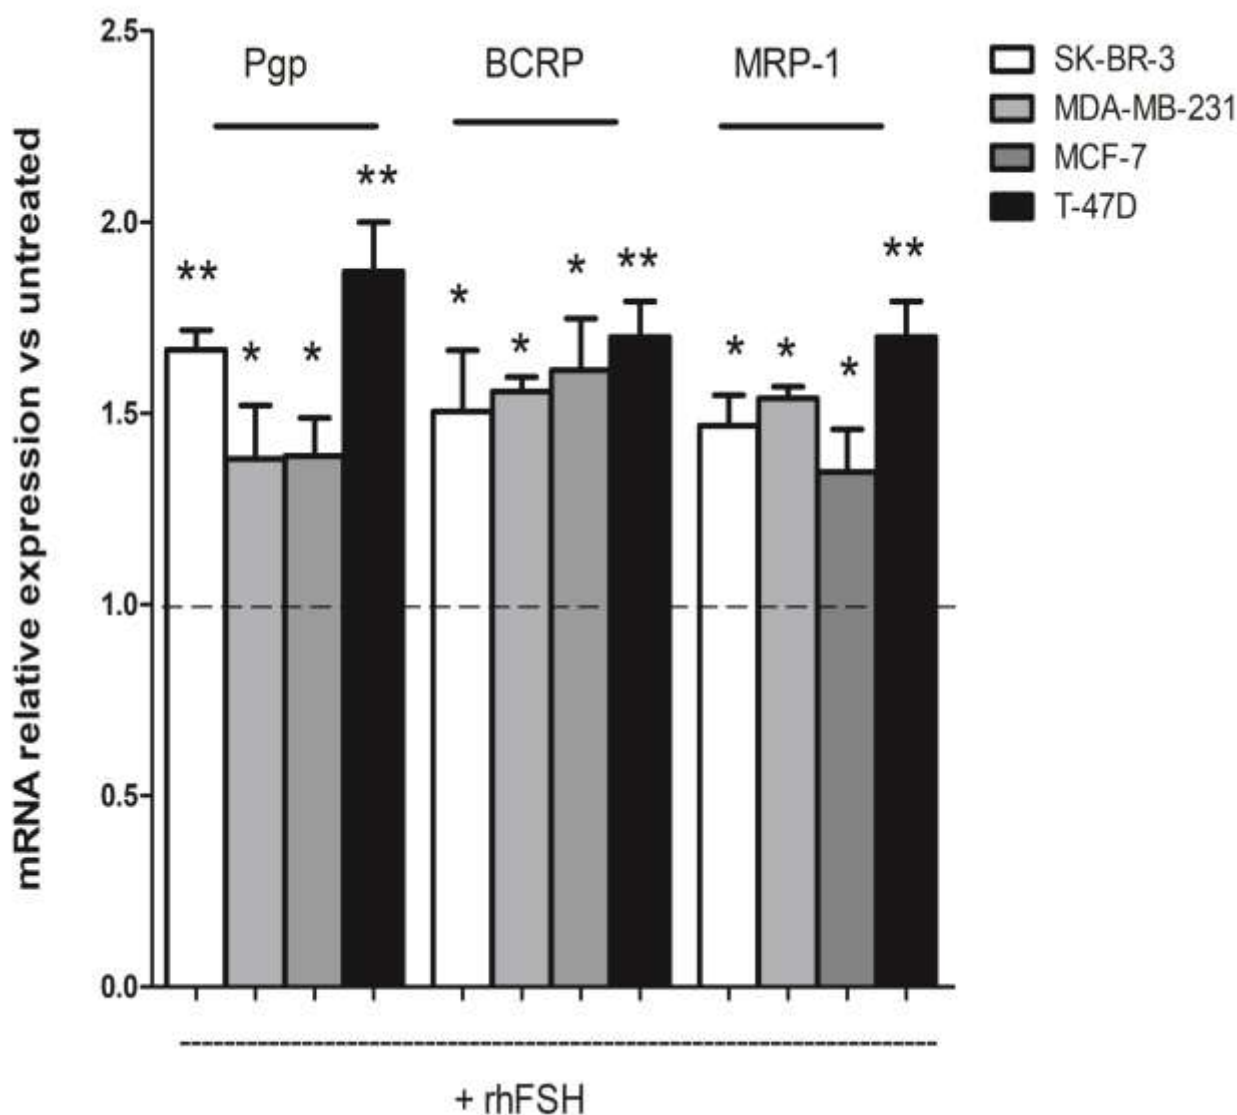 mRNA relative expression vs untreated
2.5
2.0
1.5
1.0
0.5
0.0
Pgp
BCRP
MRP-1
** * * **
* * * **
* * * **
SK-BR-3
MDA-MB-231
MCF-7
T-47D
+ rhFSH